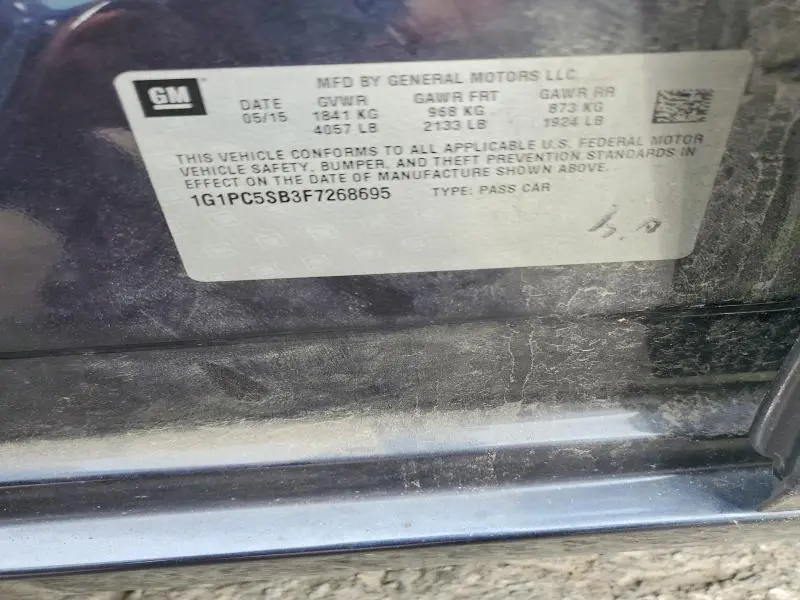 GM
MFD BY GENERAL MOTORS LLC
DATE GVWR GAWR FRT GAWR RR
05/15 1841 KG 968 KG 873 KG
4057 LB 2133 LB 1924 LB
THIS VEHICLE CONFORMS TO ALL APPLICABLE U.S. FEDERAL MOTOR
VEHICLE SAFETY, BUMPER, AND THEFT PREVENTION STANDARDS IN
EFFECT ON THE DATE OF MANUFACTURE SHOWN ABOVE.
1G1PC5SB3F7268695 TYPE: PASS CAR